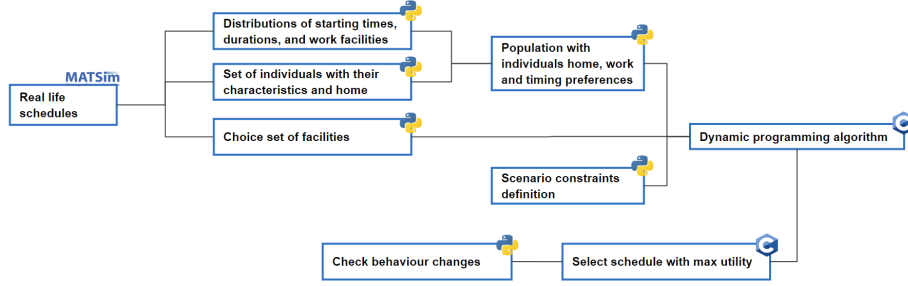 MATSim
Real life
schedules
Distributions of starting times,
durations, and work facilities
Set of individuals with their
characteristics and home
Choice set of facilities
Population with
individuals home, work
and timing preferences
Scenario constraints
definition
Dynamic programming algorithm
C
Check behaviour changes
Select schedule with max utility
C